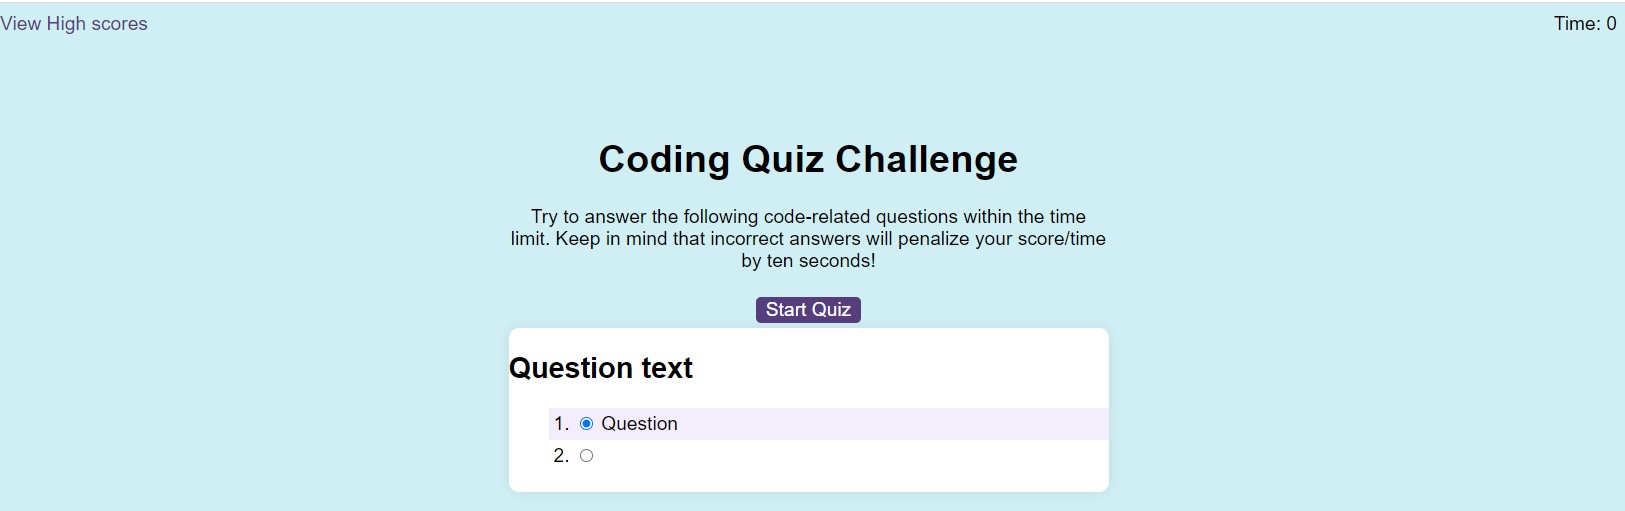 View High scores
Time: 0
Coding Quiz Challenge
Try to answer the following code-related questions within the time
limit. Keep in mind that incorrect answers will penalize your score/time
by ten seconds!
Start Quiz
Question text
1. Question
2.